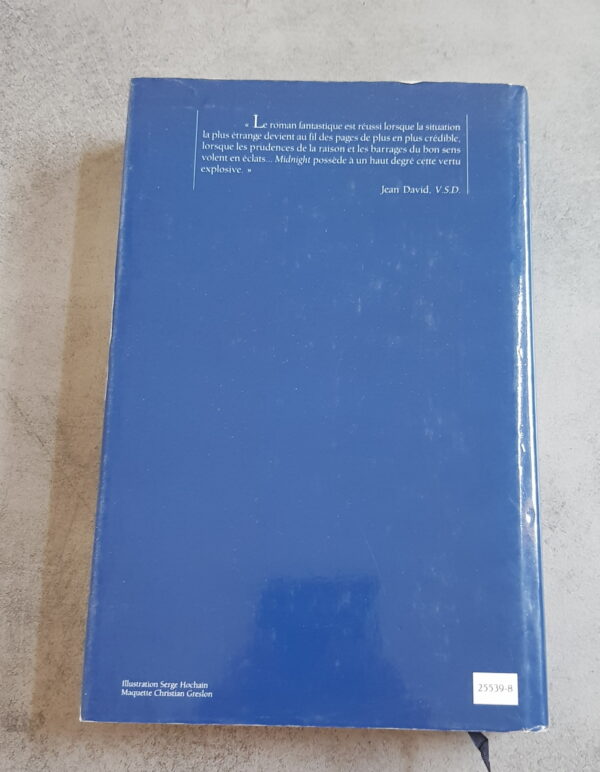 « Le roman fantastique est réussi lorsque la situation
la plus étrange devient au fil des pages de plus en plus crédible,
lorsque les prudences de la raison et les barrages du bon sens
volent en éclats... Midnight possède à un haut degré cette vertu
explosive. »
Jean David, V.S.D.
Illustration Serge Hochain
Maquette Christian Greslon
25539-8